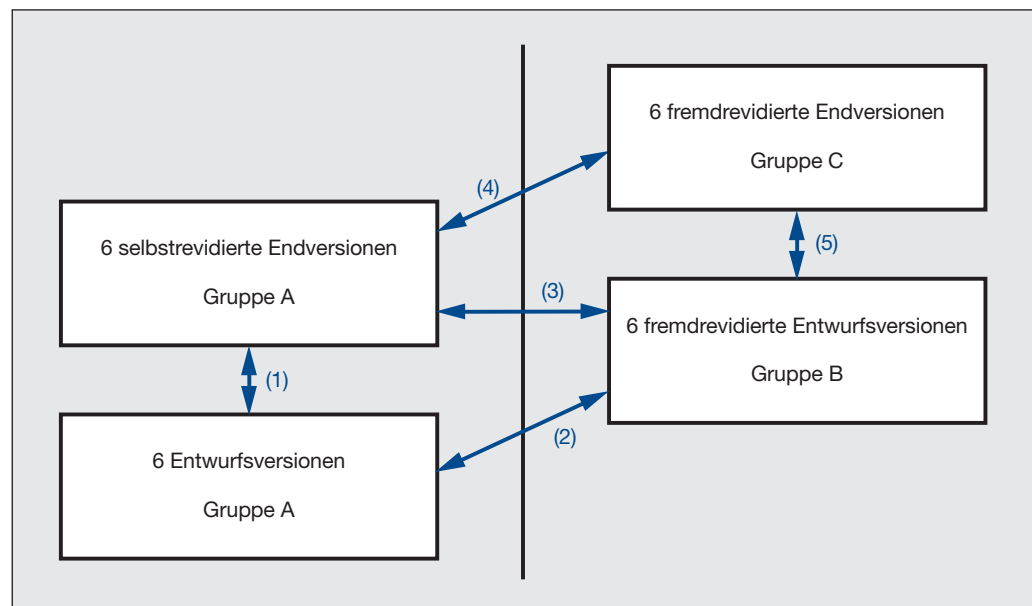 6 fremdrevidierte Endversionen
Gruppe C
(4)
6 selbstrevidierte Endversionen
Gruppe A
(5)
(3)
6 fremdrevidierte Entwurfsversionen
Gruppe B
(1)
(2)
6 Entwurfsversionen
Gruppe A